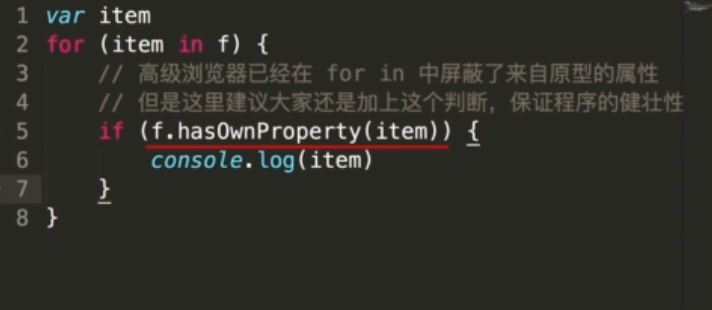 1 var item
2 for (item in f) {
3 // 高级浏览器已经在 for in 中屏蔽了来自原型的属性
4 // 但是这里建议大家还是加上这个判断，保证程序的健壮性
5 if (f.hasOwnProperty(item)) {
6 console.log(item)
7 }
8 }